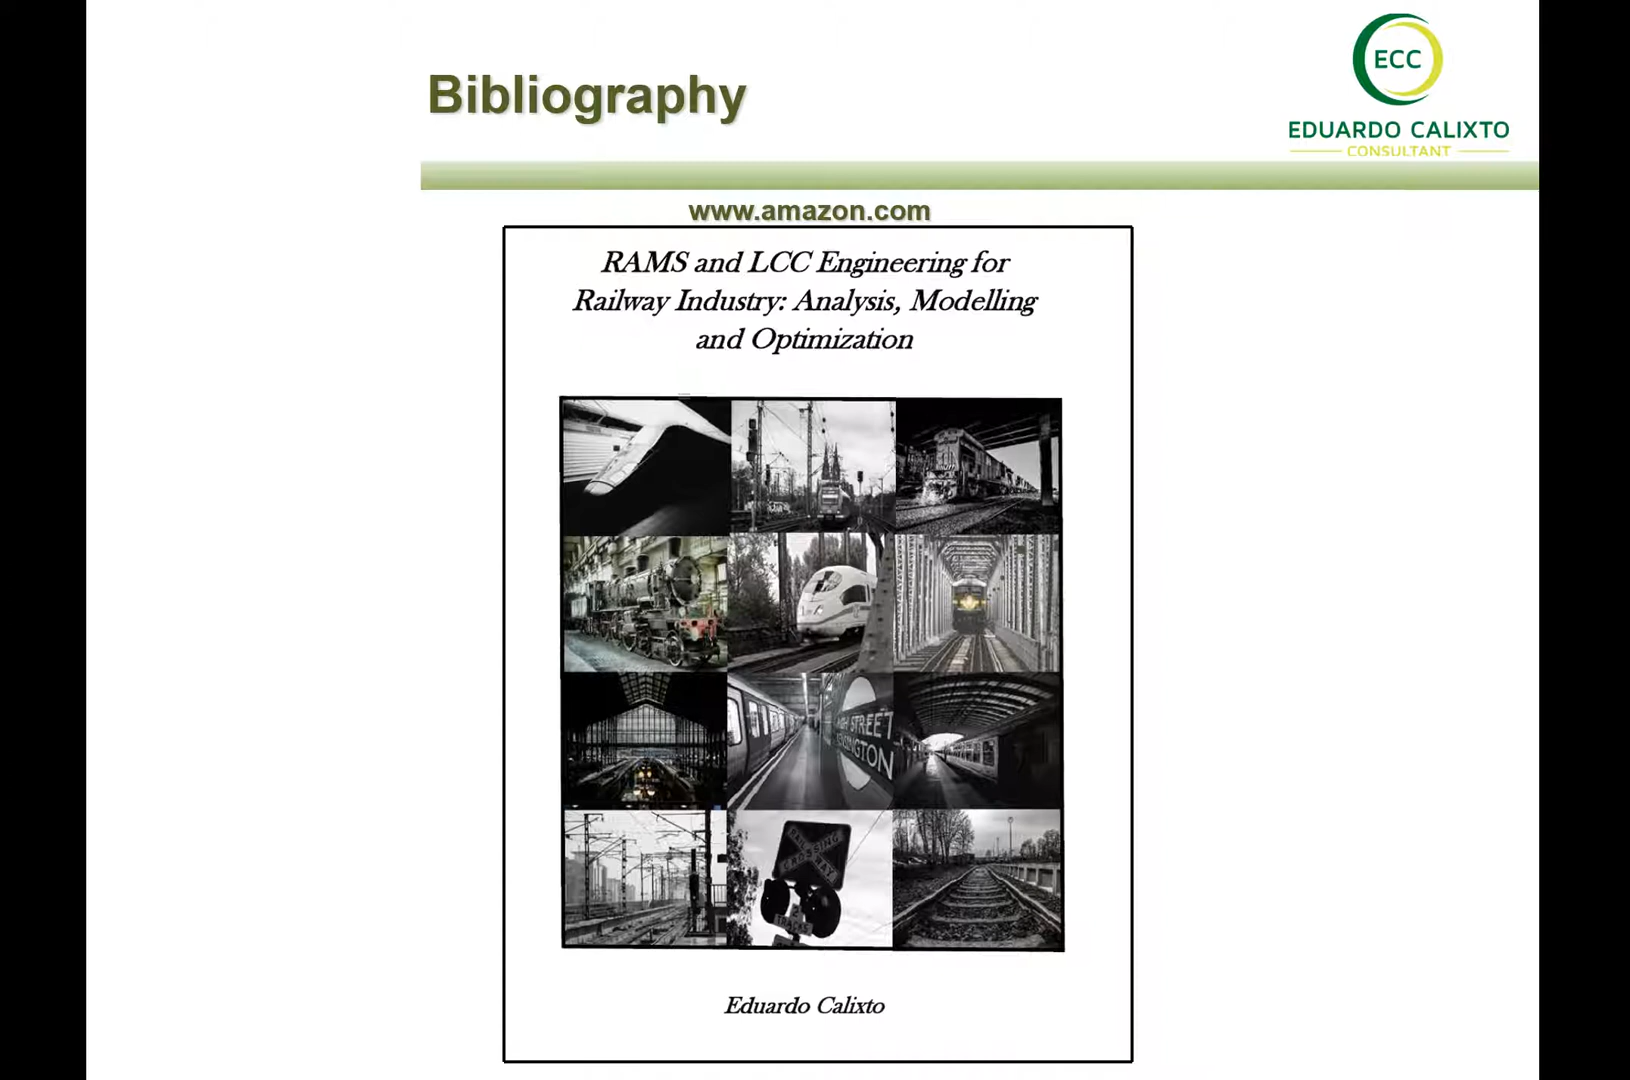 Bibliography
ECC
EDUARDO CALIXTO
CONSULTANT
www.amazon.com
RAMS and LCC Engineering for
Railway Industry: Analysis, Modelling
and Optimization
STREET
CROSSING
Eduardo Calixto